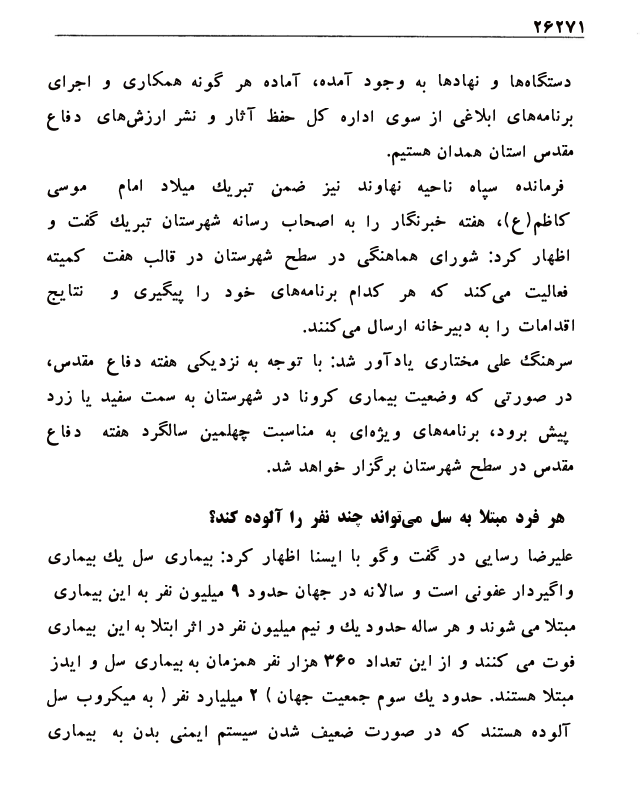 ۲۶۲۷۱
دستگاه‌ها و نهادها به وجود آمده، آماده هر گونه همکاری و اجرای
برنامه‌های ابلاغی از سوی اداره کل حفظ آثار و نشر ارزش‌های دفاع
مقدس استان همدان هستیم.
فرمانده سپاه ناحیه نهاوند نیز ضمن تبریك میلاد امام موسی
کاظم(ع)، هفته خبرنگار را به اصحاب رسانه شهرستان تبریك گفت و
اظهار کرد: شورای هماهنگی در سطح شهرستان در قالب هفت کمیته
فعالیت می‌کند که هر کدام برنامه‌های خود را پیگیری و نتایج
اقدامات را به دبیرخانه ارسال می‌کنند.
سرهنگ علی مختاری یادآور شد: با توجه به نزدیکی هفته دفاع مقدس،
در صورتی که وضعیت بیماری کرونا در شهرستان به سمت سفید یا زرد
پیش برود، برنامه‌های ویژه‌ای به مناسبت چهلمین سالگرد هفته دفاع
مقدس در سطح شهرستان برگزار خواهد شد.
هر فرد مبتلا به سل می‌تواند چند نفر را آلوده کند؟
علیرضا رسایی در گفت وگو با ایسنا اظهار کرد: بیماری سل یك بیماری
واگیردار عفونی است و سالانه در جهان حدود ۹ میلیون نفر به این بیماری
مبتلا می شوند و هر ساله حدود یك و نیم میلیون نفر در اثر ابتلا به این بیماری
فوت می کنند و از این تعداد ۳۶۰ هزار نفر همزمان به بیماری سل و ایدز
مبتلا هستند. حدود یك سوم جمعیت جهان ) ۲ میلیارد نفر ( به میکروب سل
آلوده هستند که در صورت ضعیف شدن سیستم ایمنی بدن به بیماری